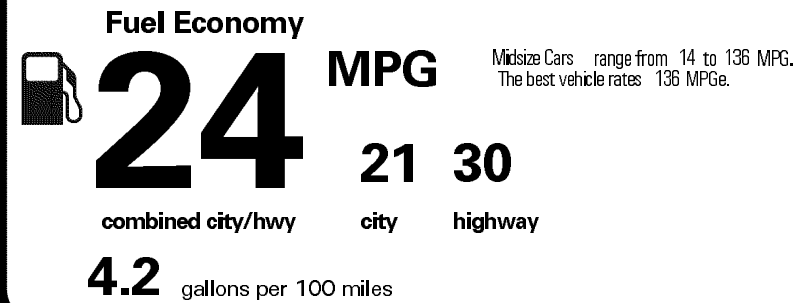 Fuel Economy
24 MPG
Midsize Cars range from 14 to 136 MPG.
The best vehicle rates 136 MPGe.
21 30
combined city/hwy city highway
4.2 gallons per 100 miles